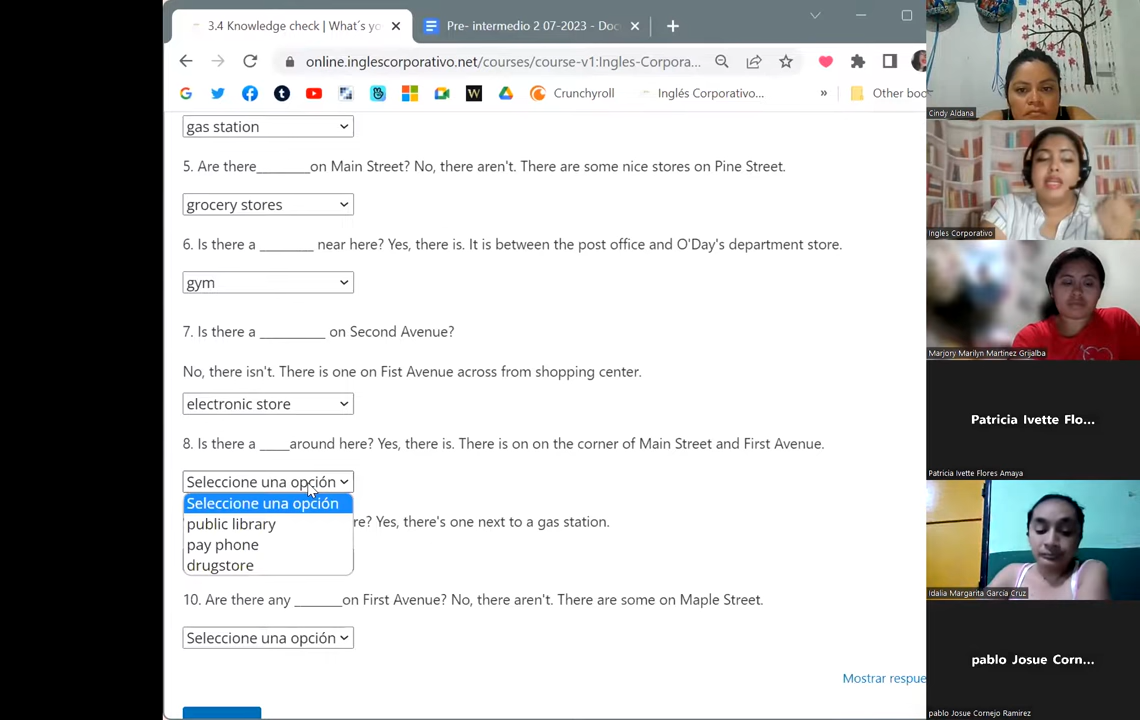 3.4 Knowledge check | What´s yo
Pre- intermedio 2 07-2023 - Doc
online.inglescorporativo.net/courses/course-v1:Ingles-Corpora...
Crunchyroll
Inglés Corporativo...
»
Other boo
gas station
5. Are there________on Main Street? No, there aren't. There are some nice stores on Pine Street.
grocery stores
6. Is there a _______ near here? Yes, there is. It is between the post office and O'Day's department store.
gym
7. Is there a _________ on Second Avenue?
No, there isn't. There is one on Fist Avenue across from shopping center.
electronic store
8. Is there a ____around here? Yes, there is. There is on on the corner of Main Street and First Avenue.
Seleccione una opción
Seleccione una opción
public library
pay phone
drugstore
re? Yes, there's one next to a gas station.
10. Are there any _______on First Avenue? No, there aren't. There are some on Maple Street.
Seleccione una opción
Mostrar respue
Cindy Aldana
Ingles Corporativo
Marjory Marilyn Martinez Grijalba
Patricia Ivette Flo...
Patricia Ivette Flores Amaya
Idalia Margarita García Cruz
pablo Josue Corn...
pablo Josue Cornejo Ramirez